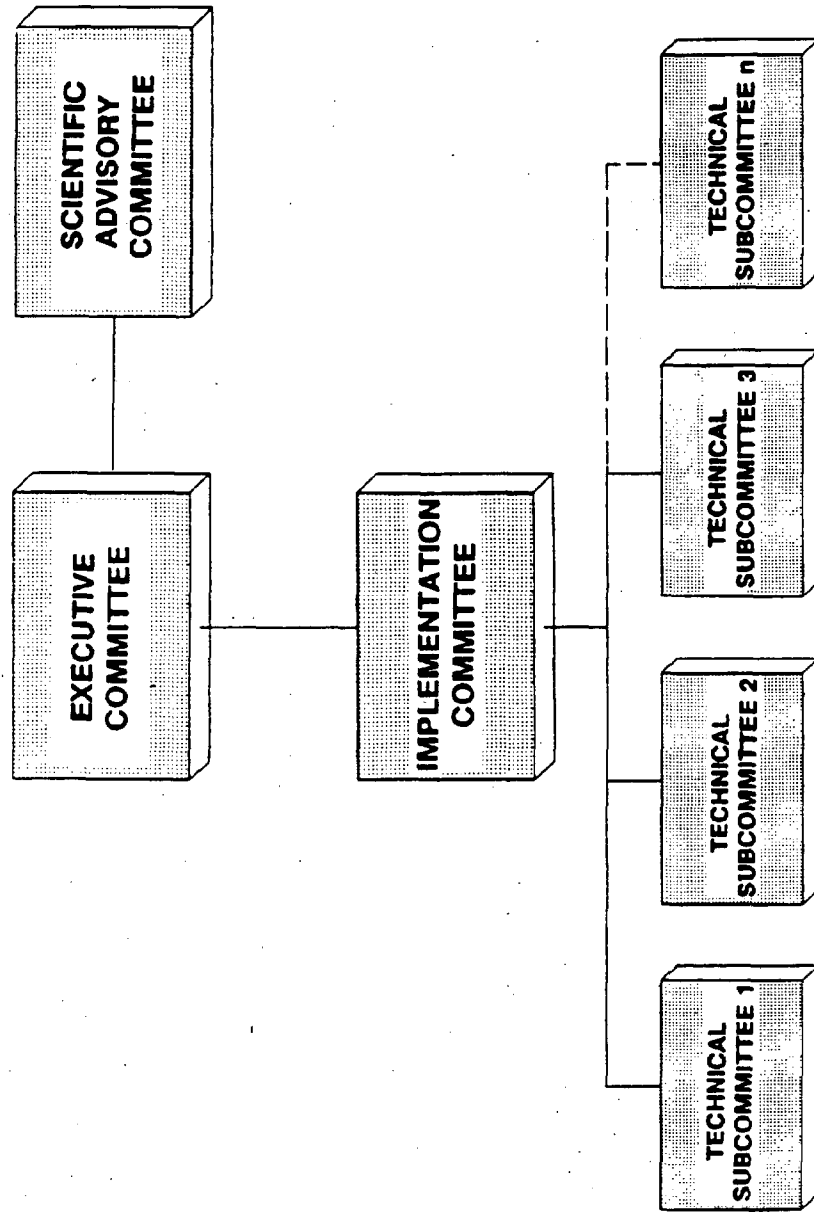 EXECUTIVE
COMMITTEE
SCIENTIFIC
ADVISORY
COMMITTEE
IMPLEMENTATION
COMMITTEE
TECHNICAL
SUBCOMMITTEE 1
TECHNICAL
SUBCOMMITTEE 2
TECHNICAL
SUBCOMMITTEE 3
TECHNICAL
SUBCOMMITTEE n